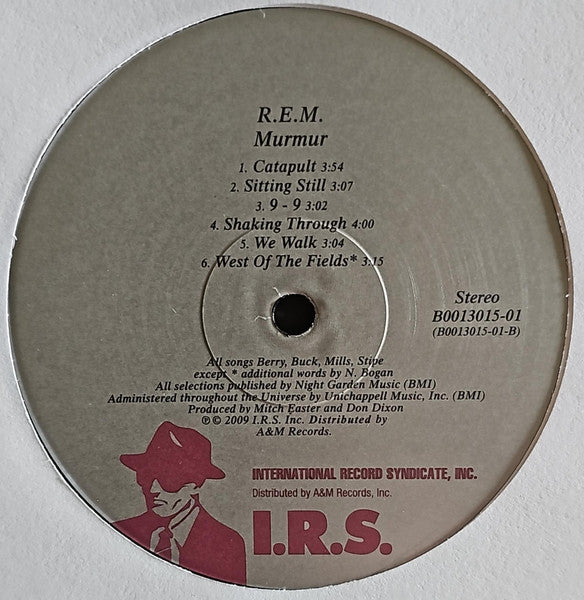 R.E.M.
Murmur
1. Catapult 3:54
2. Sitting Still 3:07
3. 9 - 9 3:02
4. Shaking Through 4:00
5. We Walk 3:04
6. West Of The Fields* 3:15
Stereo
B0013015-01
(B0013015-01-B)
All songs Berry, Buck, Mills, Stipe
except * additional words by N. Bogan
All selections published by Night Garden Music (BMI)
Administered throughout the Universe by Unichappell Music, Inc. (BMI)
Produced by Mitch Easter and Don Dixon
℗© 2009 I.R.S. Inc. Distributed by
A&M Records.
INTERNATIONAL RECORD SYNDICATE, INC.
Distributed by A&M Records, Inc.
I.R.S.